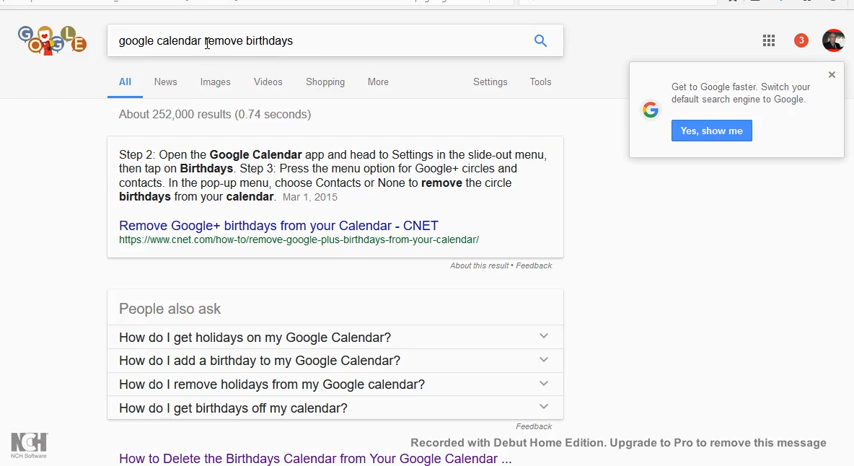 GOOGLE
google calendar remove birthdays
3
All News Images Videos Shopping More Settings Tools
Get to Google faster. Switch your
default search engine to Google.
Yes, show me
About 252,000 results (0.74 seconds)
Step 2: Open the Google Calendar app and head to Settings in the slide-out menu,
then tap on Birthdays. Step 3: Press the menu option for Google+ circles and
contacts. In the pop-up menu, choose Contacts or None to remove the circle
birthdays from your calendar. Mar 1, 2015
Remove Google+ birthdays from your Calendar - CNET
https://www.cnet.com/how-to/remove-google-plus-birthdays-from-your-calendar/
About this result • Feedback
People also ask
How do I get holidays on my Google Calendar?
How do I add a birthday to my Google Calendar?
How do I remove holidays from my Google calendar?
How do I get birthdays off my calendar?
Feedback
NCH
NCH Software
Recorded with Debut Home Edition. Upgrade to Pro to remove this message
How to Delete the Birthdays Calendar from Your Google Calendar ...